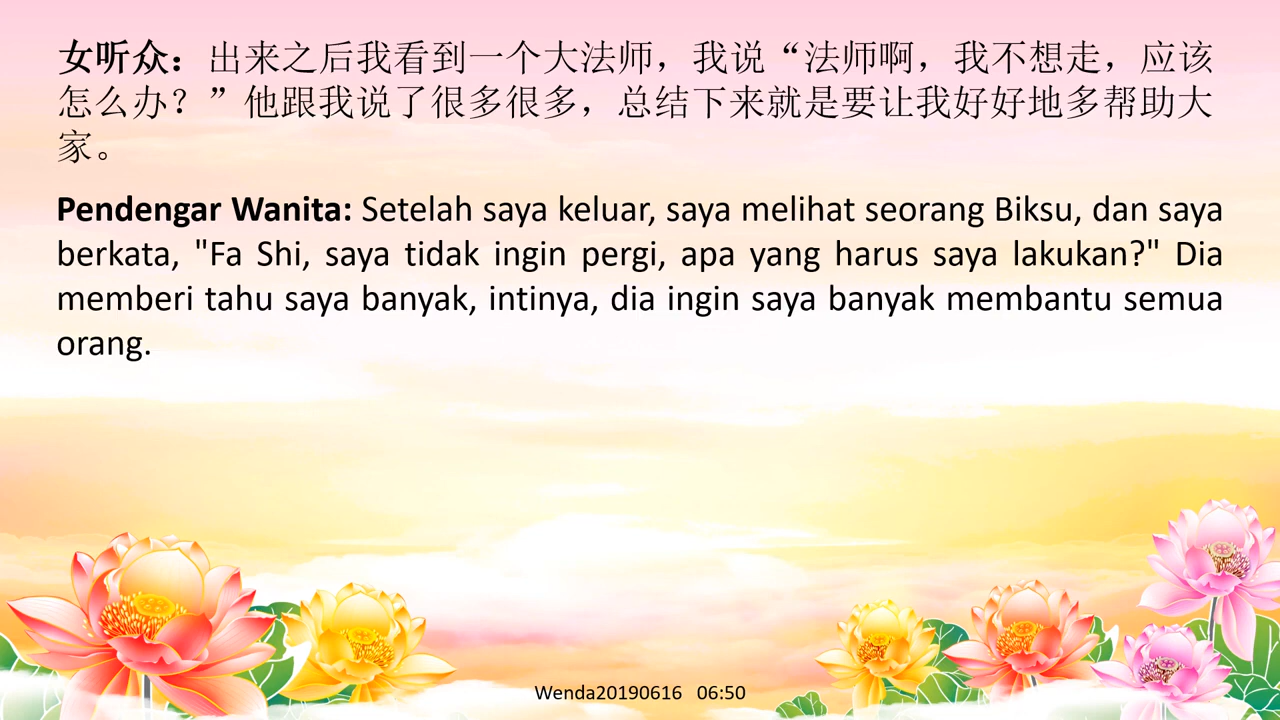 女听众：出来之后我看到一个大法师，我说“法师啊，我不想走，应该
怎么办？”他跟我说了很多很多，总结下来就是要让我好好地多帮助大
家。
Pendengar Wanita: Setelah saya keluar, saya melihat seorang Biksu, dan saya
berkata, "Fa Shi, saya tidak ingin pergi, apa yang harus saya lakukan?" Dia
memberi tahu saya banyak, intinya, dia ingin saya banyak membantu semua
orang.
Wenda20190616 06:50